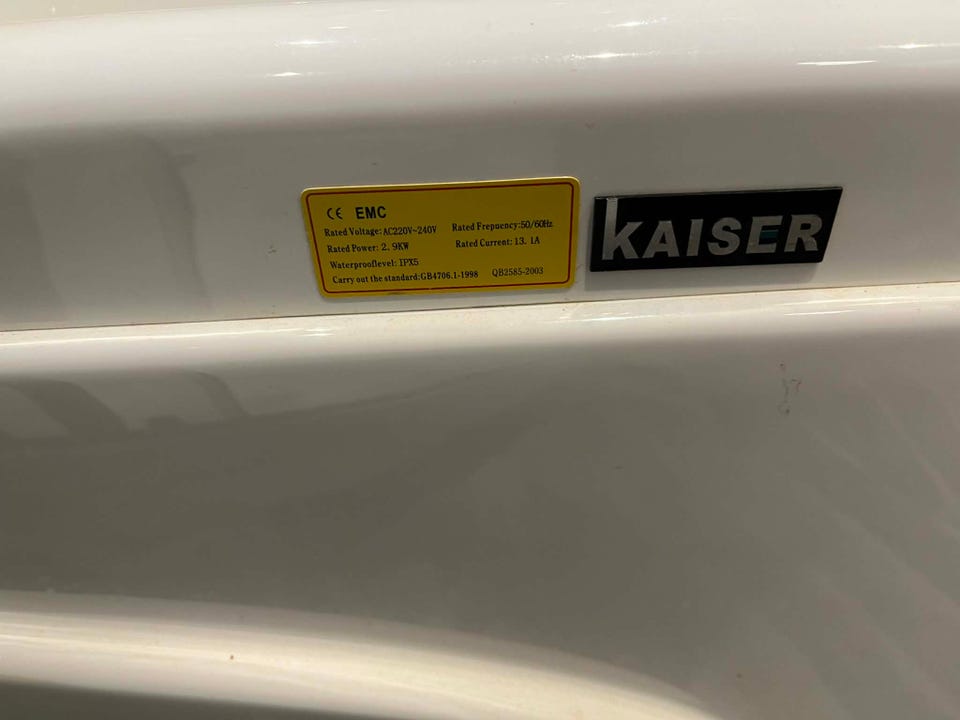 CE EMC
Rated Voltage:AC220V~240V Rated Frepuency:50/60Hz
Rated Power: 2.9KW Rated Current: 13.1A
Waterprooflevel: IPX5
Carry out the standard:GB4706.1-1998 QB2585-2003
KAISER